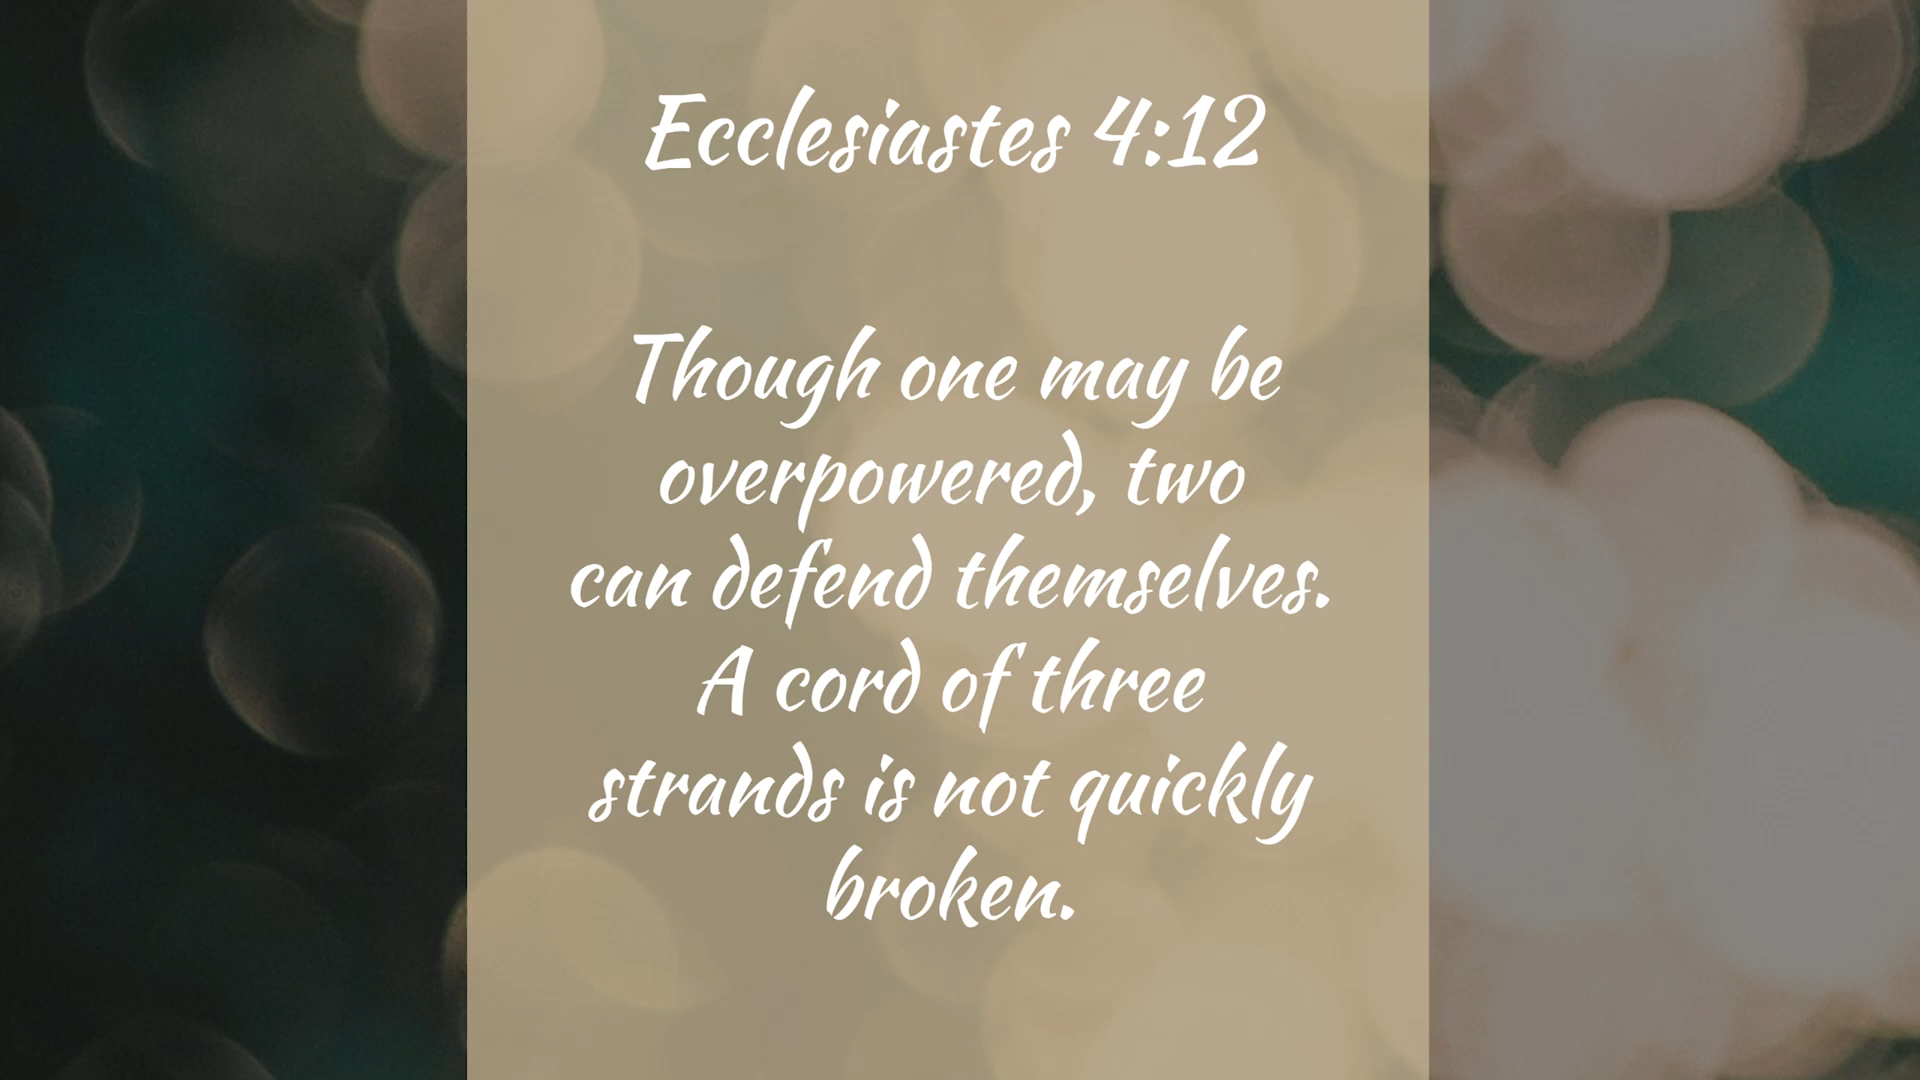 Ecclesiastes 4:12
Though one may be
overpowered, two
can defend themselves.
A cord of three
strands is not quickly
broken.